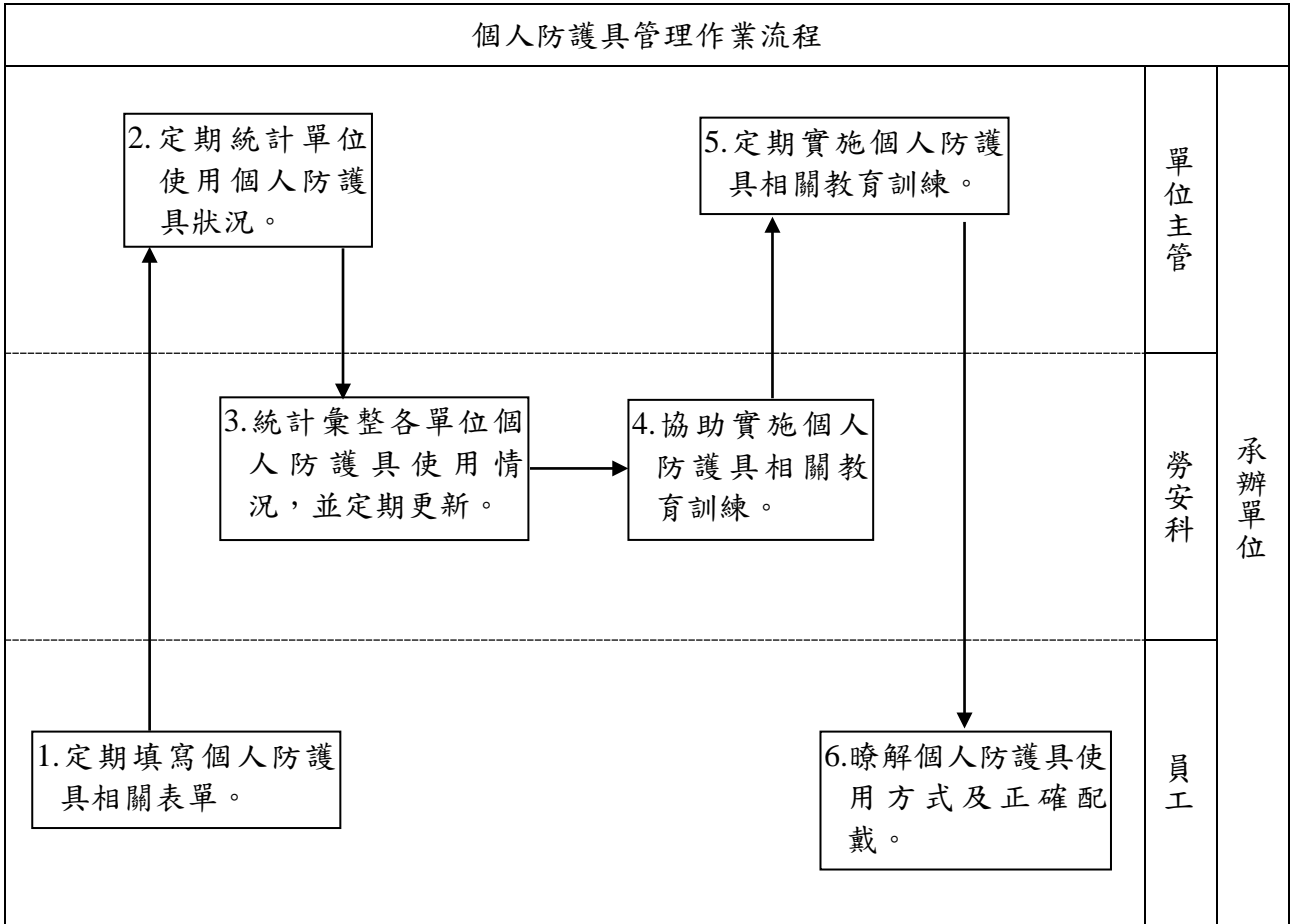 個人防護具管理作業流程
2.定期統計單位
使用個人防護
具狀況。
5.定期實施個人防護
具相關教育訓練。
單位主管
3.統計彙整各單位個
人防護具使用情
況，並定期更新。
4.協助實施個人
防護具相關教
育訓練。
勞安科
承辦單位
1.定期填寫個人防護
具相關表單。
6.瞭解個人防護具使
用方式及正確配
戴。
員工